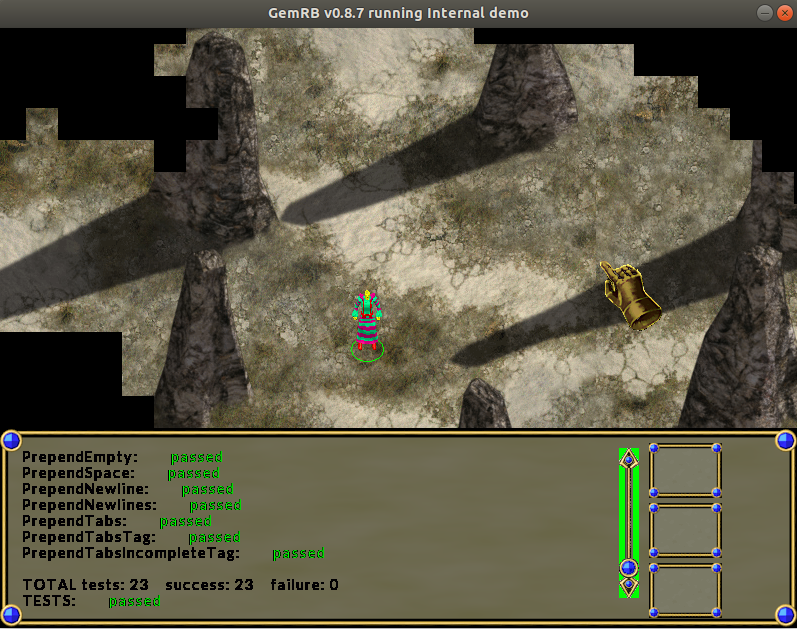 GemRB v0.8.7 running Internal demo
PrependEmpty: passed
PrependSpace: passed
PrependNewline: passed
PrependNewlines: passed
PrependTabs: passed
PrependTabsTag: passed
PrependTabsIncompleteTag: passed
TOTAL tests: 23 success: 23 failure: 0
TESTS: passed